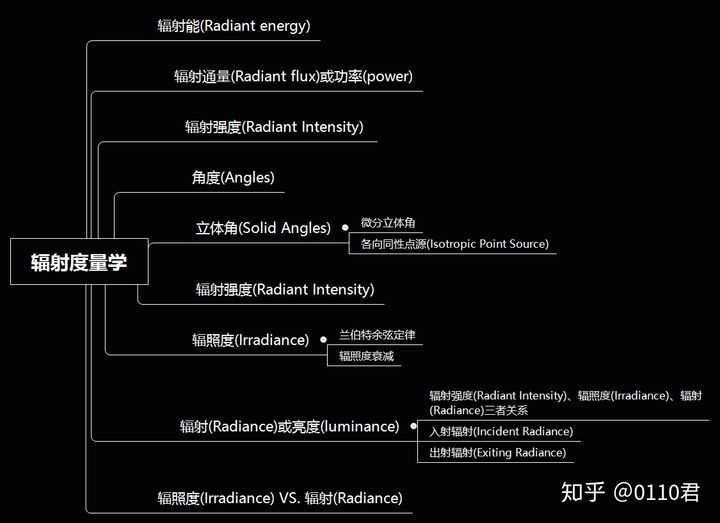 辐射能(Radiant energy)
辐射通量(Radiant flux)或功率(power)
辐射强度(Radiant Intensity)
角度(Angles)
立体角(Solid Angles)
微分立体角
各向同性点源(Isotropic Point Source)
辐射度量学
辐射强度(Radiant Intensity)
辐照度(Irradiance)
兰伯特余弦定律
辐照度衰减
辐射(Radiance)或亮度(luminance)
辐射强度(Radiant Intensity)、辐照度(Irradiance)、辐射
(Radiance)三者关系
入射辐射(Incident Radiance)
出射辐射(Exiting Radiance)
辐照度(Irradiance) VS. 辐射(Radiance)
知乎 @0110君